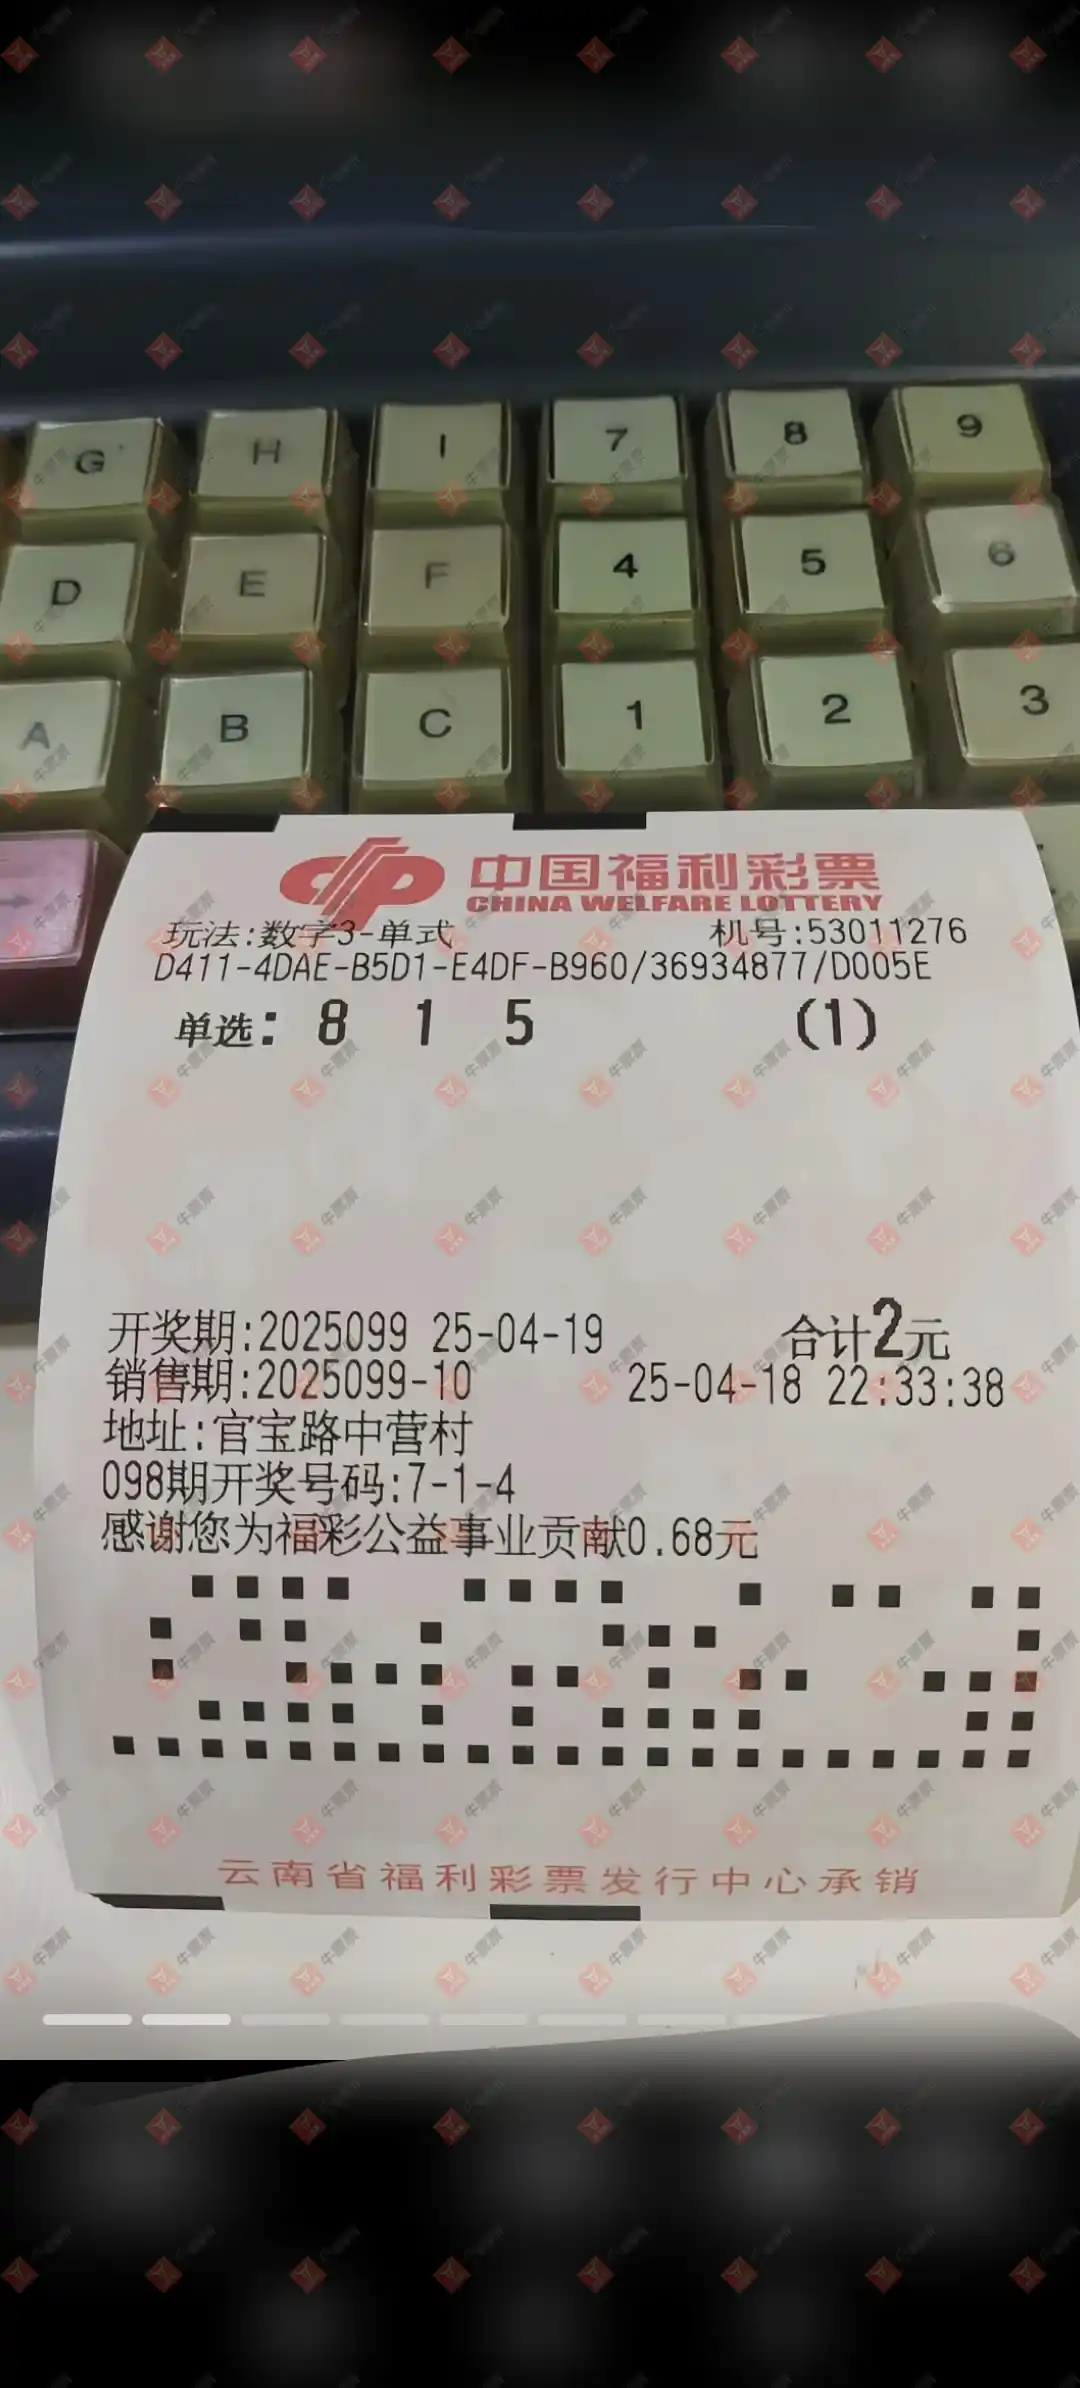 G H I 7 8 9
D E F 4 5 6
A B C 1 2 3
中国福利彩票
CHINA WELFARE LOTTERY
玩法:数字3-单式 机号:53011276
D411-4DAE-B5D1-E4DF-B960/36934877/D005E
单选: 8 1 5 (1)
开奖期:2025099 25-04-19 合计2元
销售期:2025099-10 25-04-18 22:33:38
地址:官宝路中营村
098期开奖号码:7-1-4
感谢您为福彩公益事业贡献0.68元
云南省福利彩票发行中心承销
牛票票